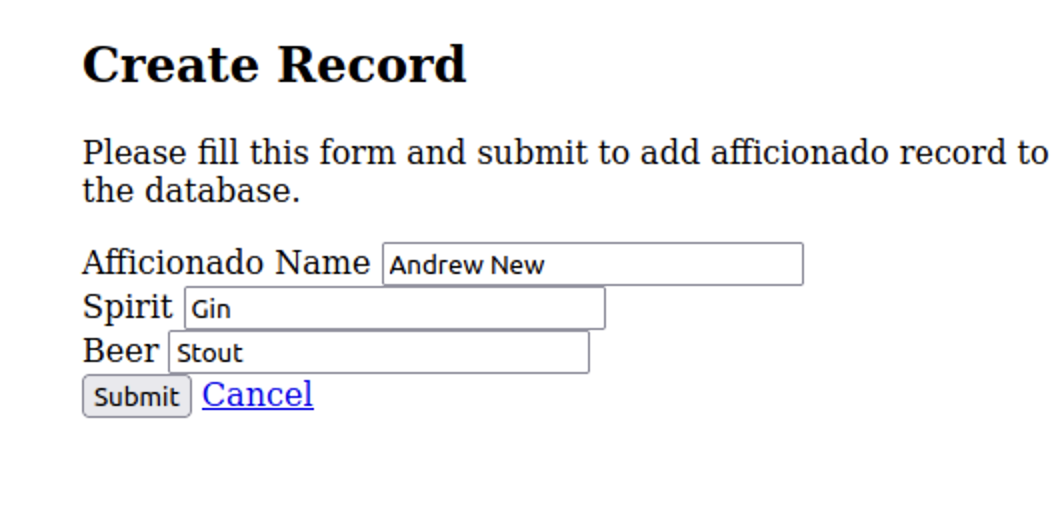 Create Record
Please fill this form and submit to add afficionado record to
the database.
Afficionado Name Andrew New
Spirit Gin
Beer Stout
Submit Cancel